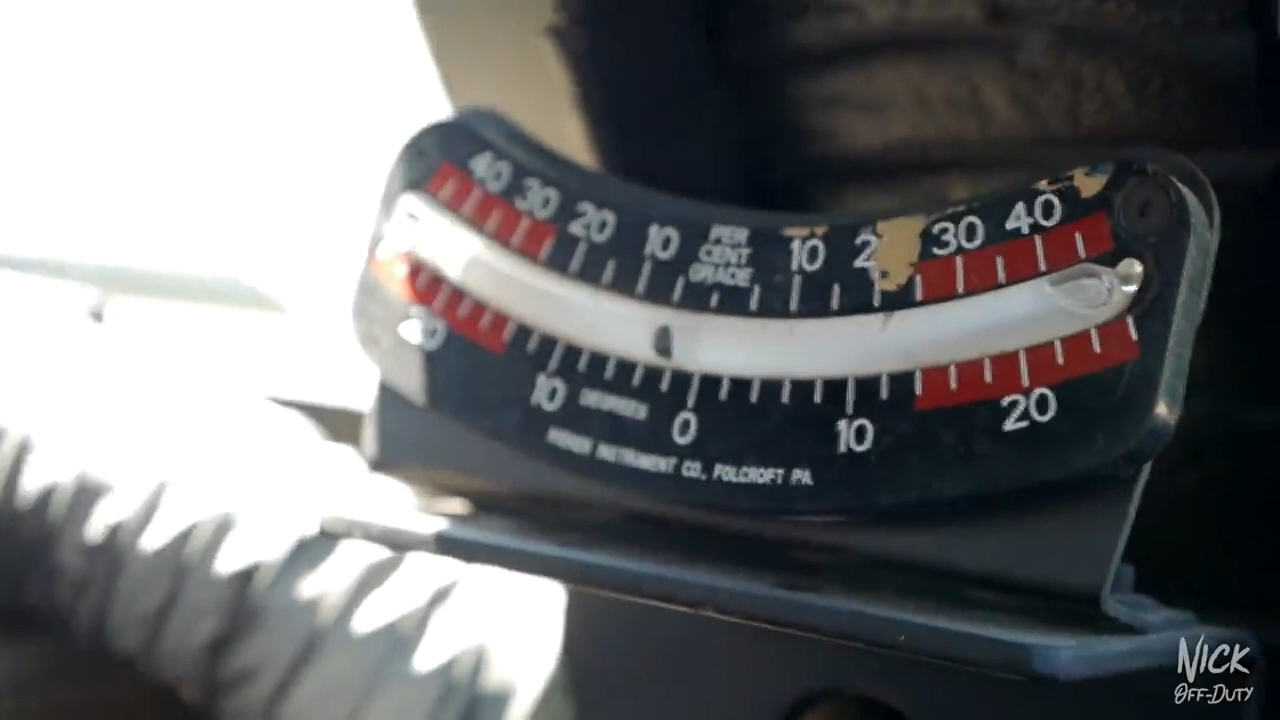 40 30 20 10 PER CENT GRADE 10 2 30 40
10 DEGREES 0 10 20
INSTRUMENT CO., FOLCROFT PA.
NICK
OFF-DUTY